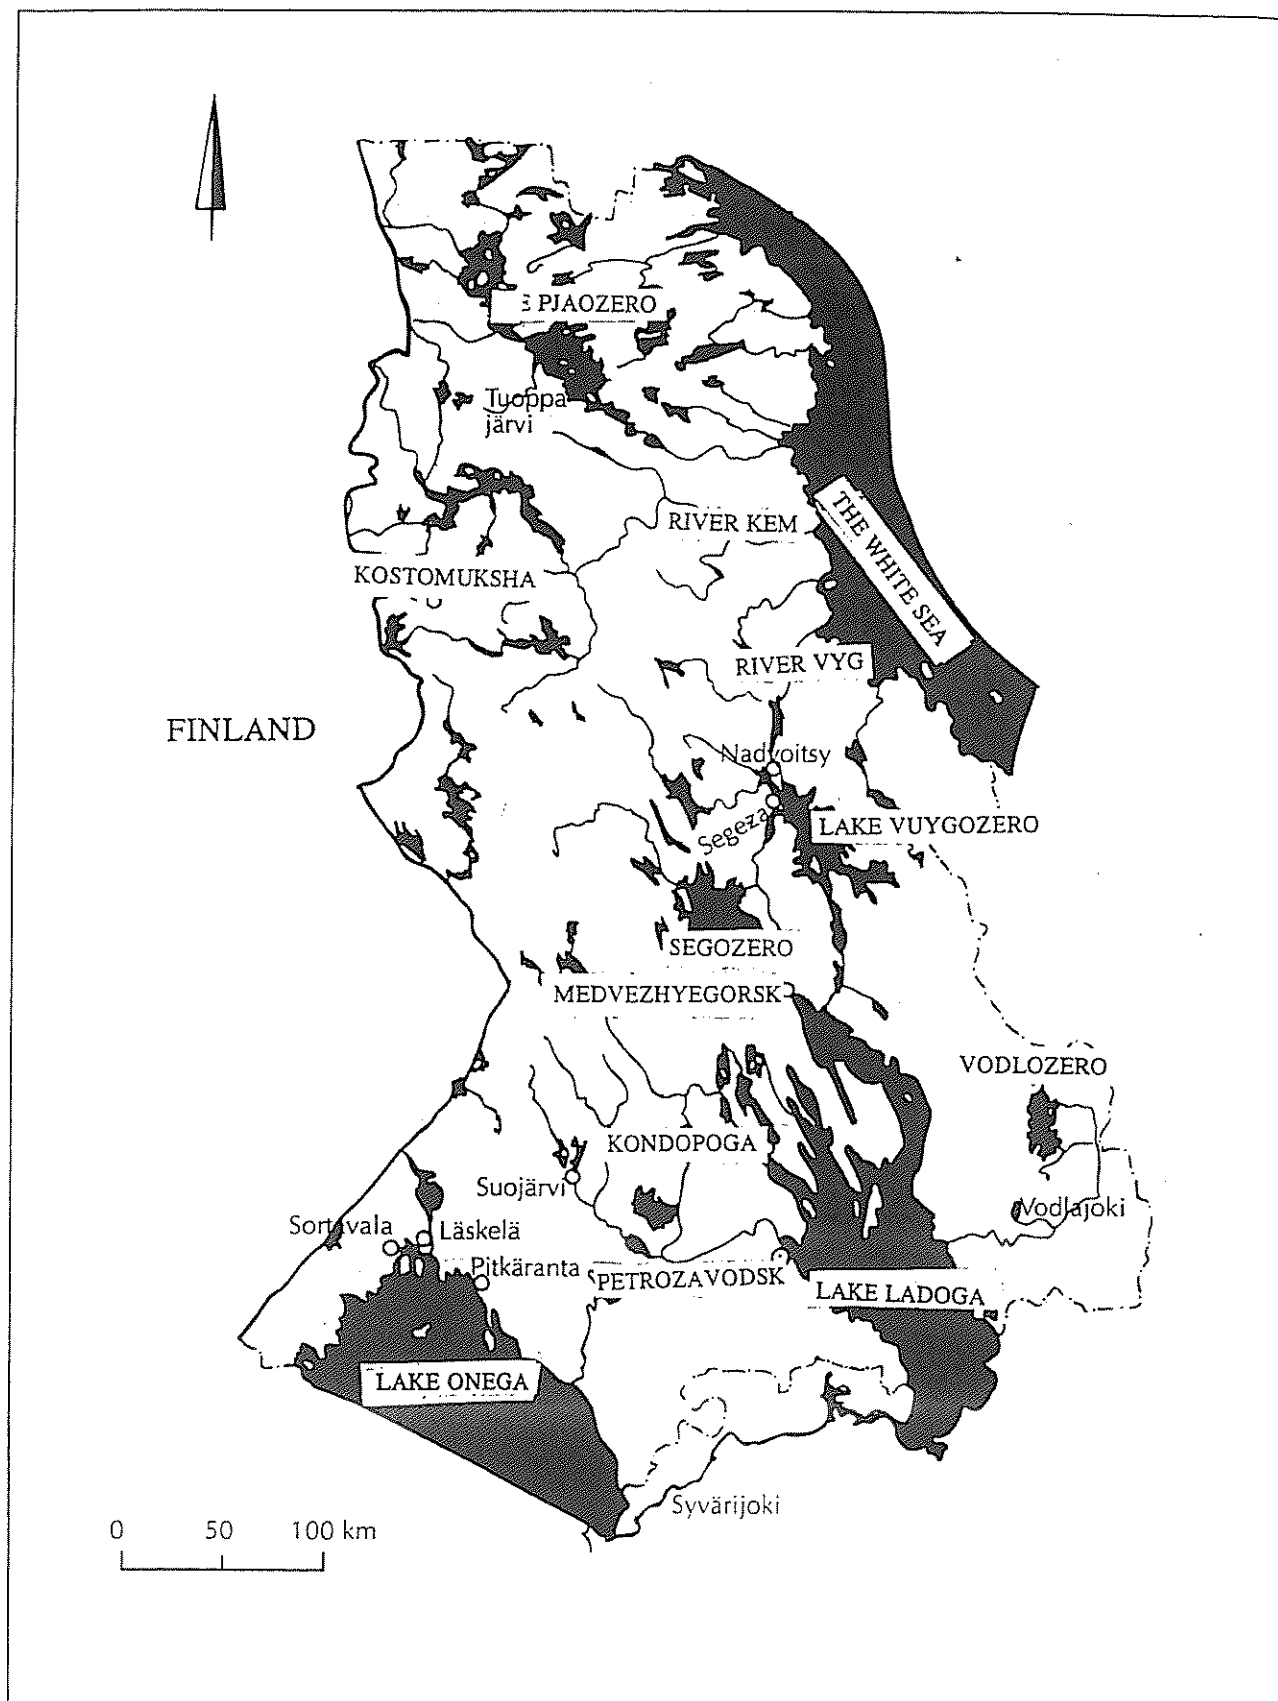 E PJAOZERO
Tuoppa
järvi
RIVER KEM
THE WHITE SEA
KOSTOMUKSHA
RIVER VYG
FINLAND
Nadvoitsy
Segeza
LAKE VUYGOZERO
SEGOZERO
MEDVEZHYEGORSK
VODLOZERO
KONDOPOGA
Suojärvi
Vodlajoki
Sortavala
Läskelä
Pitkäranta
PETROZAVODSK
LAKE LADOGA
LAKE ONEGA
Syvärijoki
0 50 100 km